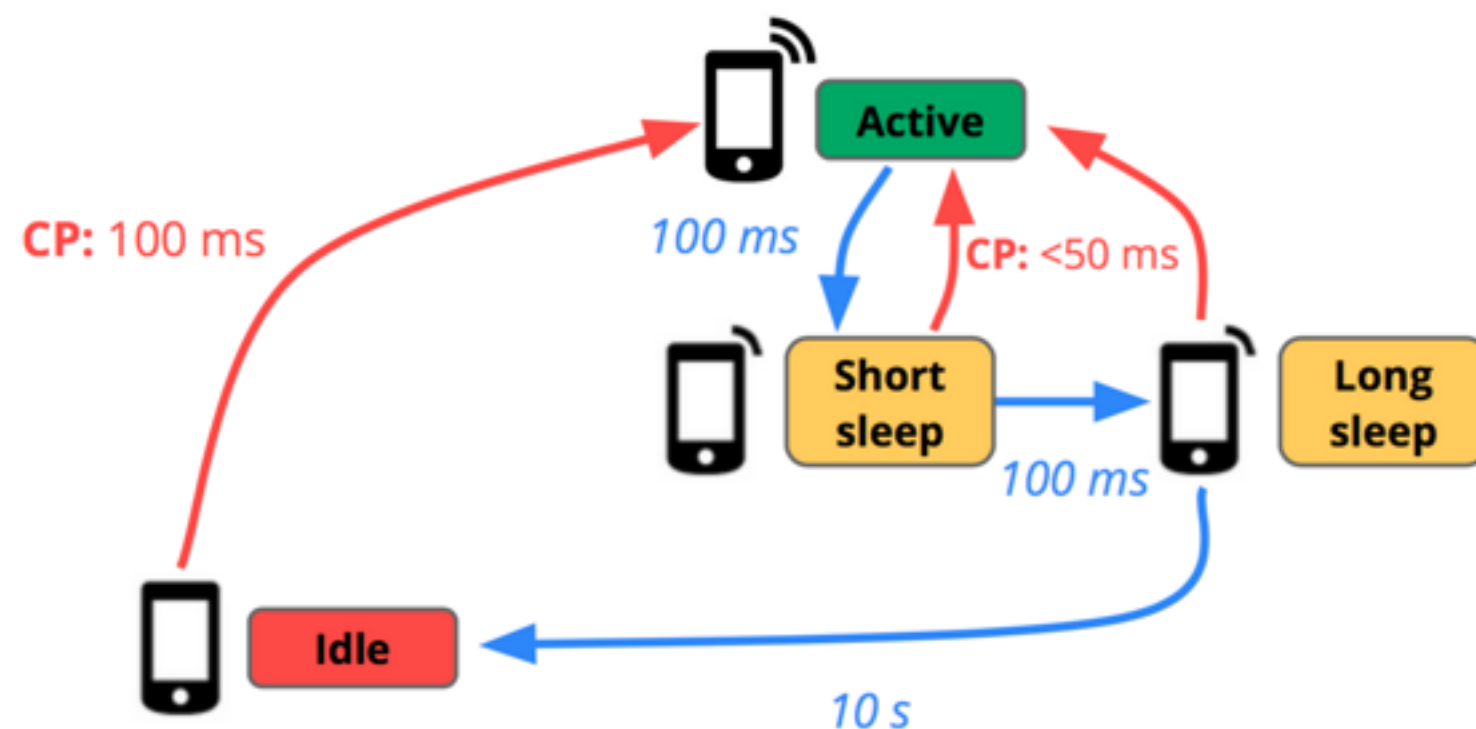 Active
CP: 100 ms
100 ms
CP: <50 ms
Short
sleep
Long
sleep
100 ms
Idle
10 s